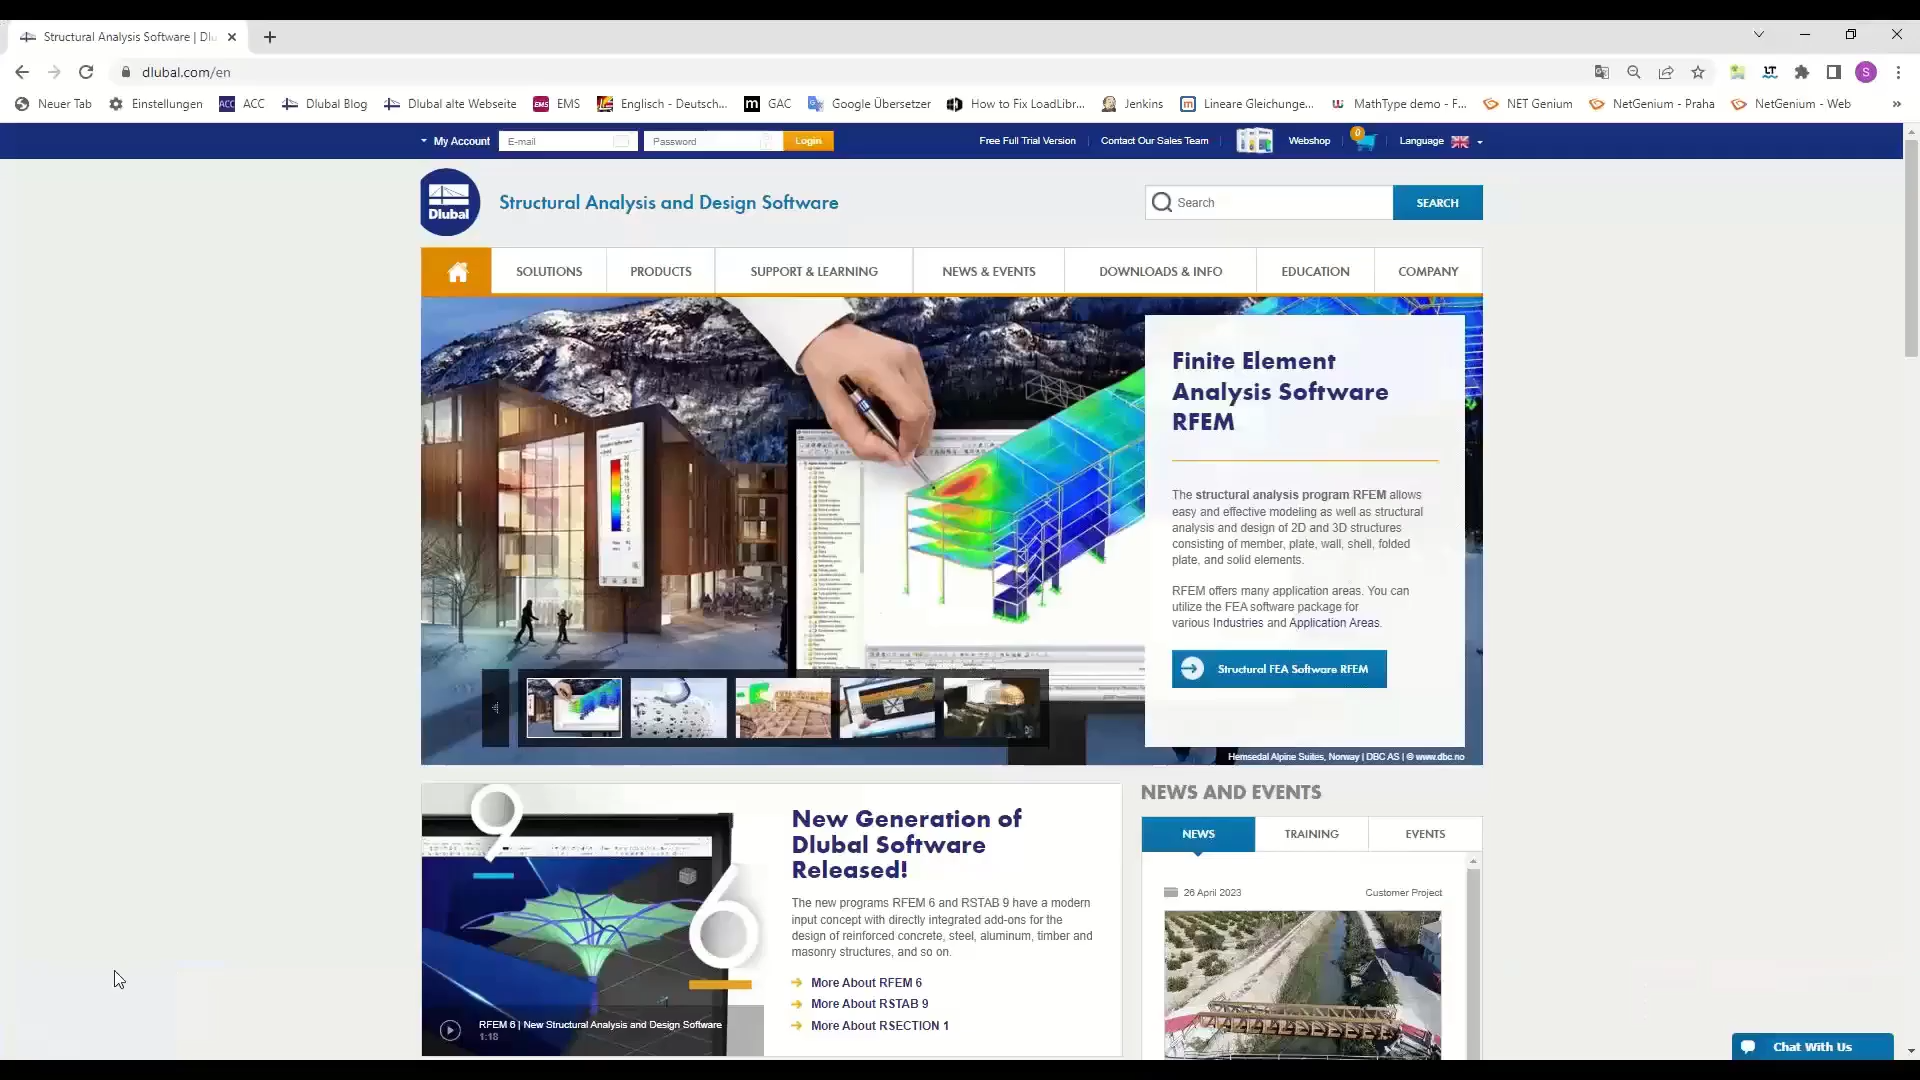 Structural Analysis Software | Dlu
dlubal.com/en
Neuer Tab
Einstellungen
ACC
ACC
Dlubal Blog
Dlubal alte Webseite
EMS
EMS
Englisch - Deutsch...
m
GAC
Google Übersetzer
How to Fix LoadLibr...
Jenkins
Lineare Gleichunge...
MathType demo - F...
NET Genium
NetGenium - Praha
NetGenium - Web
»
S
My Account
E-mail
Password
Login
Free Full Trial Version
Contact Our Sales Team
Webshop
0
Language
Dlubal
Structural Analysis and Design Software
Search
SEARCH
SOLUTIONS
PRODUCTS
SUPPORT & LEARNING
NEWS & EVENTS
DOWNLOADS & INFO
EDUCATION
COMPANY
Finite Element
Analysis Software
RFEM
The structural analysis program RFEM allows
easy and effective modeling as well as structural
analysis and design of 2D and 3D structures
consisting of member, plate, wall, shell, folded
plate, and solid elements.
RFEM offers many application areas. You can
utilize the FEA software package for
various Industries and Application Areas.
Structural FEA Software RFEM
Hemsedal Alpine Suites, Norway | DBC AS | © www.dbc.no
9
6
RFEM 6 | New Structural Analysis and Design Software
1:18
New Generation of
Dlubal Software
Released!
The new programs RFEM 6 and RSTAB 9 have a modern
input concept with directly integrated add-ons for the
design of reinforced concrete, steel, aluminum, timber and
masonry structures, and so on.
More About RFEM 6
More About RSTAB 9
More About RSECTION 1
NEWS AND EVENTS
NEWS
TRAINING
EVENTS
26 April 2023
Customer Project
Chat With Us